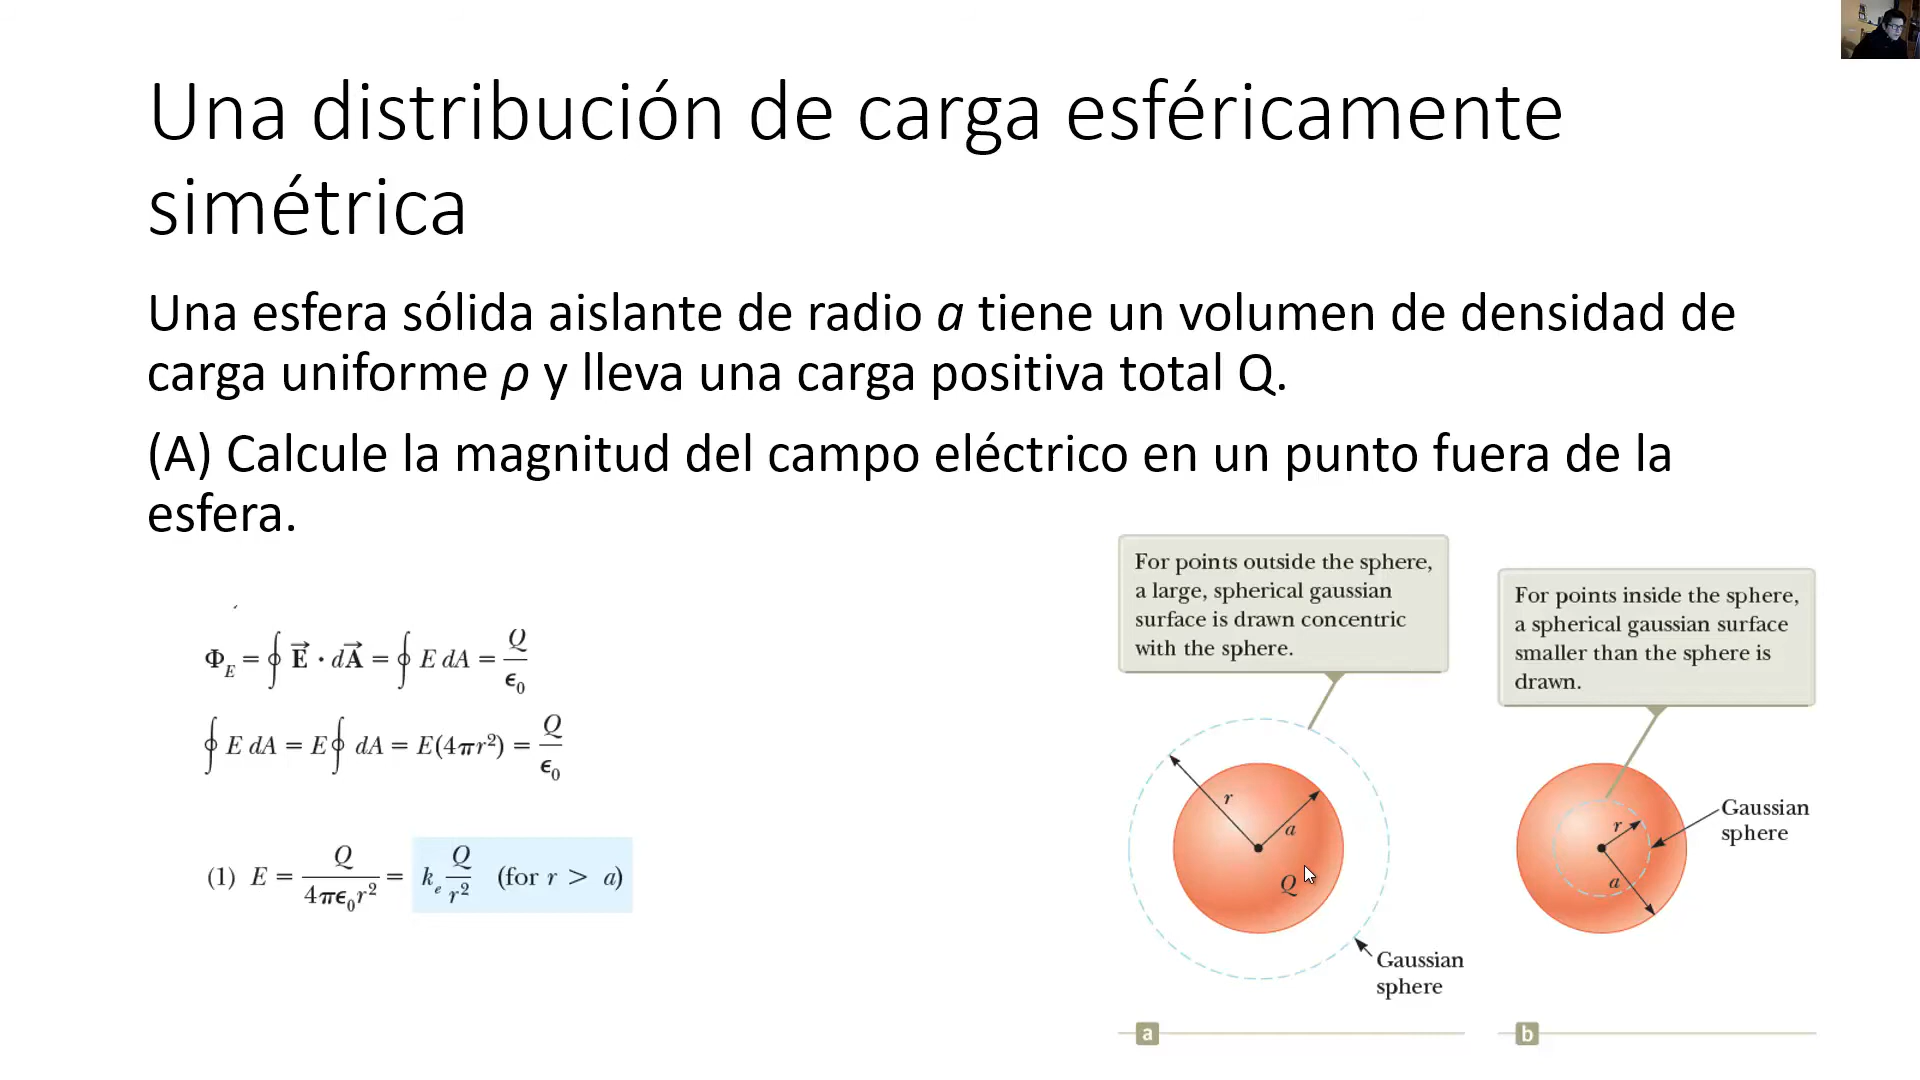 Una distribución de carga esféricamente
simétrica
Una esfera sólida aislante de radio a tiene un volumen de densidad de
carga uniforme ρ y lleva una carga positiva total Q.
(A) Calcule la magnitud del campo eléctrico en un punto fuera de la
esfera.
Φ_E = ∮ E⃗ · dA⃗ = ∮ E dA = Q/ϵ₀
∮ E dA = E ∮ dA = E(4πr²) = Q/ϵ₀
(1) E = Q/(4πϵ₀r²) = k_e Q/r² (for r > a)
For points outside the sphere,
a large, spherical gaussian
surface is drawn concentric
with the sphere.
r
a
Q
Gaussian
sphere
a
For points inside the sphere,
a spherical gaussian surface
smaller than the sphere is
drawn.
r
a
Gaussian
sphere
b